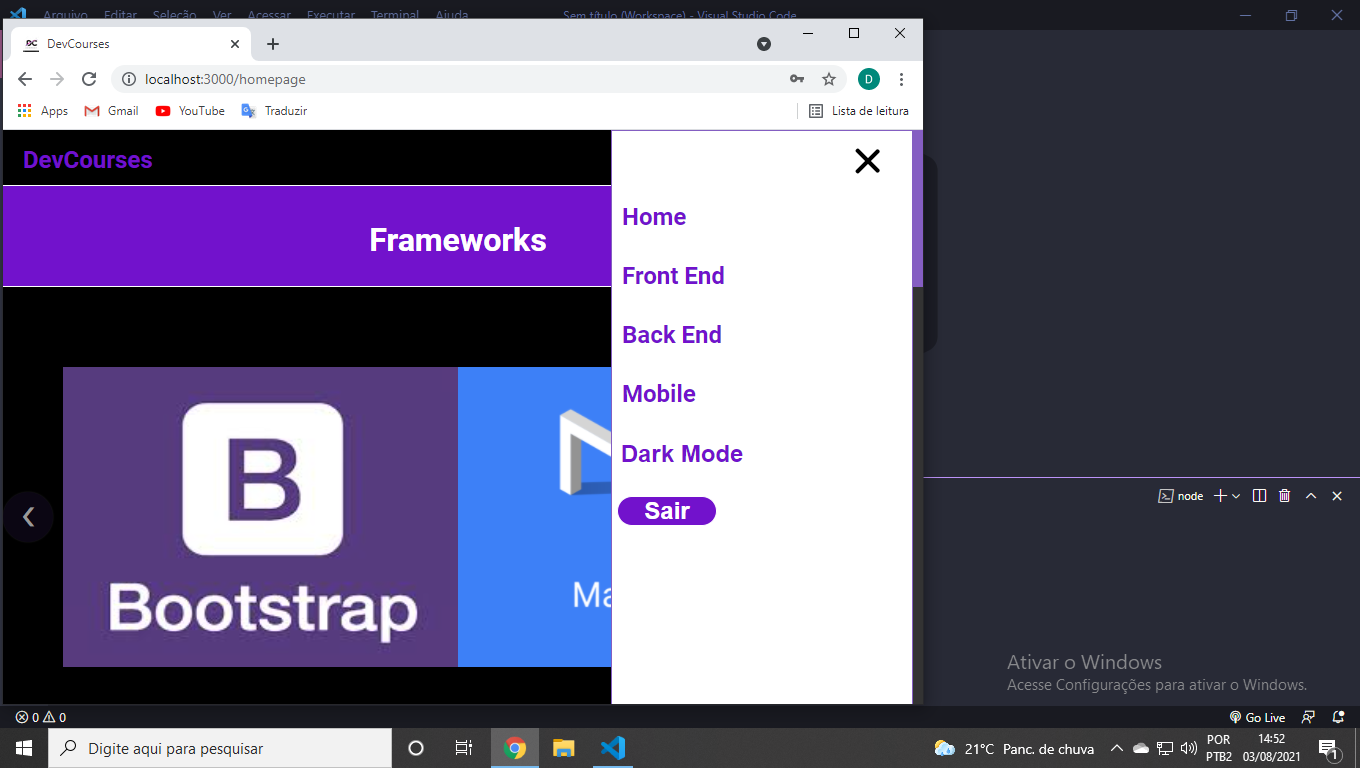 Arquivo Editar Seleção Ver Acessar Executar Terminal Ajuda Sem título (Workspace) - Visual Studio Code
DC DevCourses
localhost:3000/homepage D
Apps Gmail YouTube Traduzir Lista de leitura
DevCourses
Home
Frameworks
Front End
Back End
Mobile
Dark Mode
Sair
node
B
Bootstrap
Ma
Ativar o Windows
Acesse Configurações para ativar o Windows.
0 0 Go Live
Digite aqui para pesquisar
21°C Panc. de chuva
POR
PTB2
14:52
03/08/2021
1